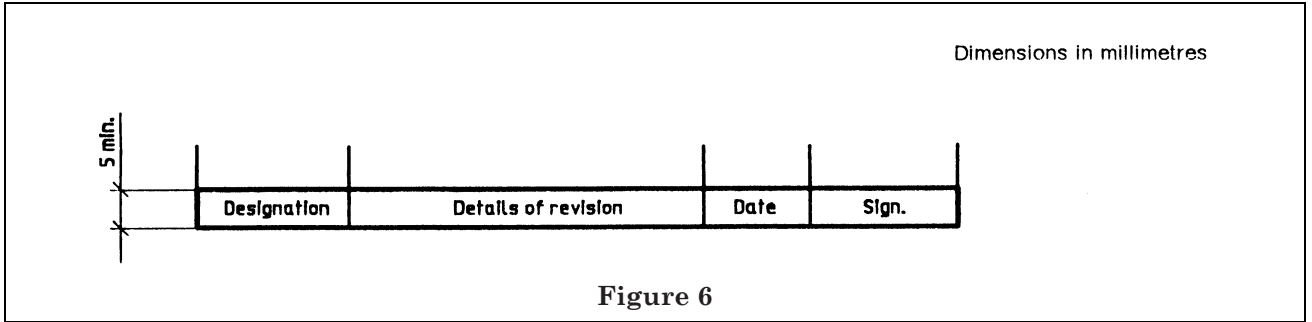 Dimensions in millimetres
5 min.
Designation Details of revision Date Sign.
Figure 6